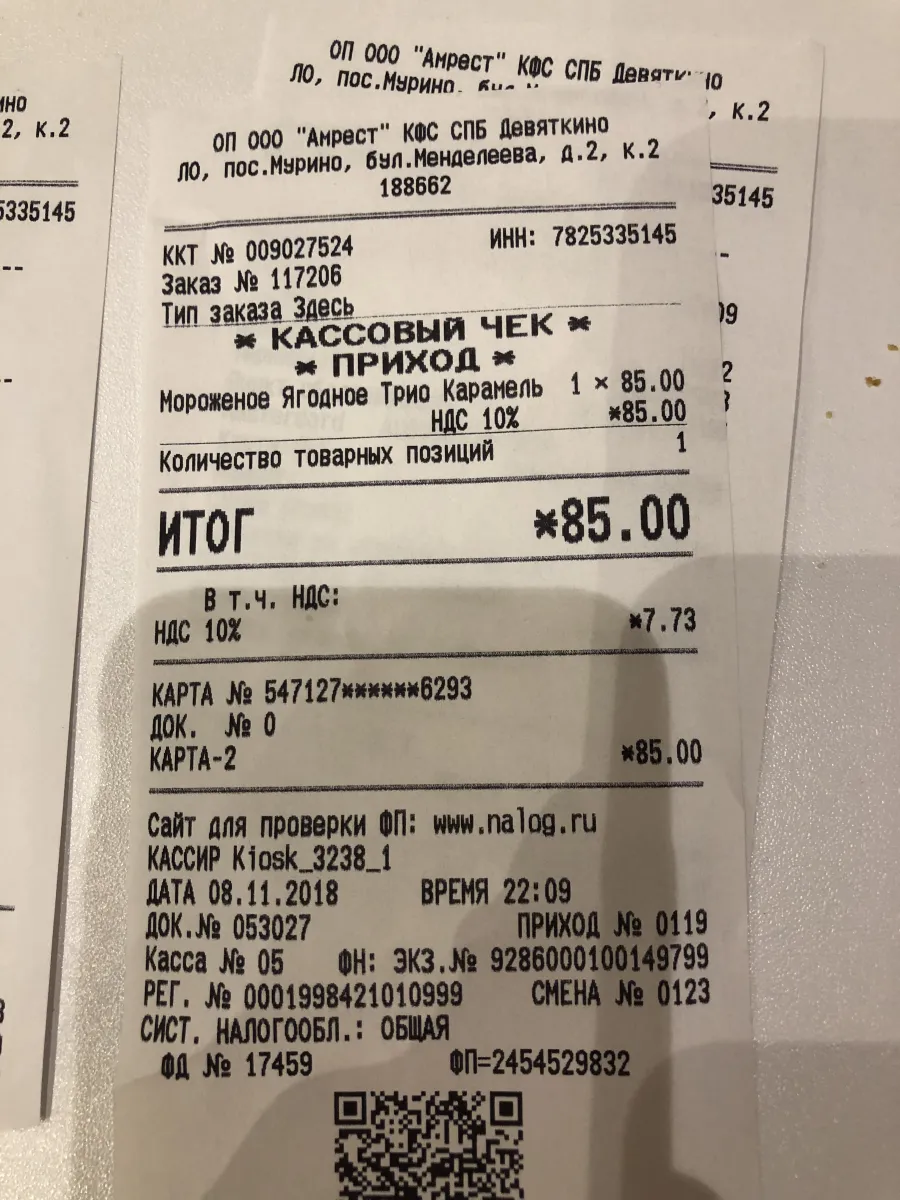 ОП ООО "Амрест" КФС СПБ Девяткино
ЛО, пос.Мурино.
, к.2
35145
ино
2, к.2
5335145
ОП ООО "Амрест" КФС СПБ Девяткино
ЛО, пос.Мурино, бул.Менделеева, д.2, к.2
188662
ККТ № 009027524 ИНН: 7825335145
Заказ № 117206
Тип заказа Здесь
* КАССОВЫЙ ЧЕК *
* ПРИХОД *
Мороженое Ягодное Трио Карамель 1 × 85.00
НДС 10% *85.00
Количество товарных позиций 1
ИТОГ *85.00
В т.ч. НДС:
НДС 10% *7.73
КАРТА № 547127******6293
ДОК. № 0
КАРТА-2 *85.00
Сайт для проверки ФП: www.nalog.ru
КАССИР Kiosk_3238_1
ДАТА 08.11.2018 ВРЕМЯ 22:09
ДОК.№ 053027 ПРИХОД № 0119
Касса № 05 ФН: ЭКЗ.№ 9286000100149799
РЕГ. № 0001998421010999 СМЕНА № 0123
СИСТ. НАЛОГООБЛ.: ОБЩАЯ
ФД № 17459 ФП=2454529832